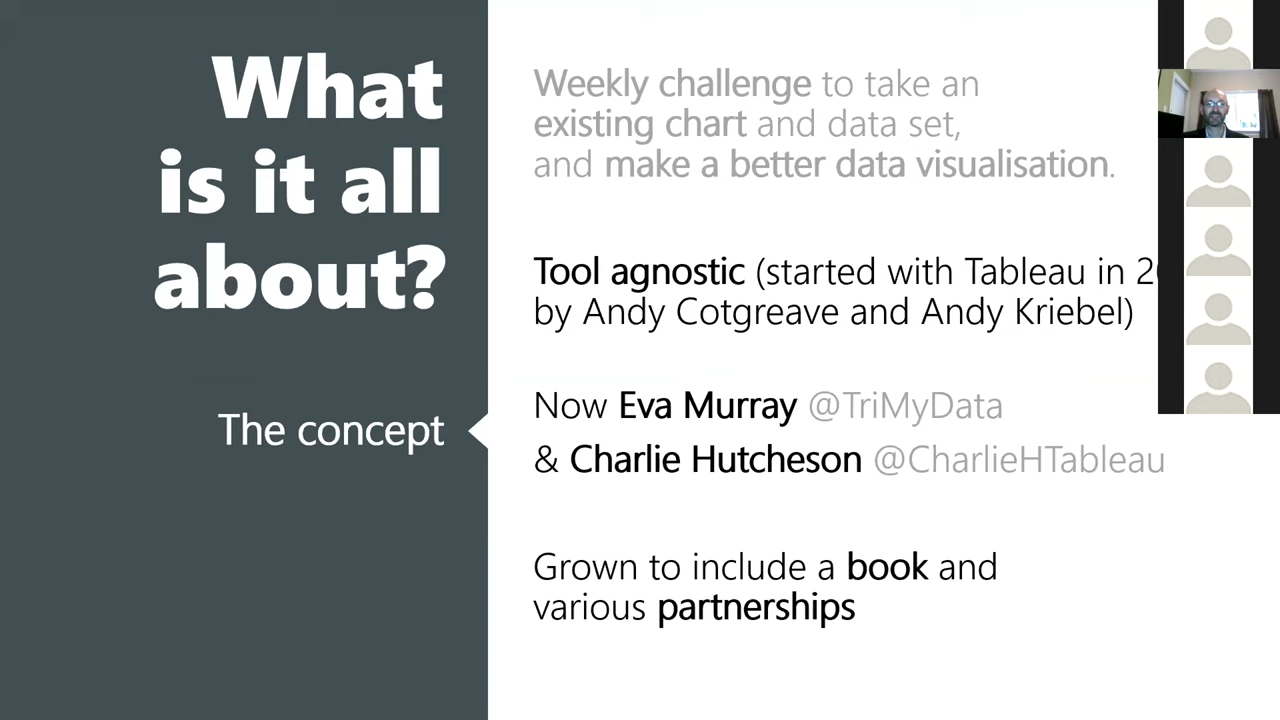 What
is it all
about?
The concept
Weekly challenge to take an
existing chart and data set,
and make a better data visualisation.
Tool agnostic (started with Tableau in
by Andy Cotgreave and Andy Kriebel)
Now Eva Murray @TriMyData
& Charlie Hutcheson @CharlieHTableau
Grown to include a book and
various partnerships